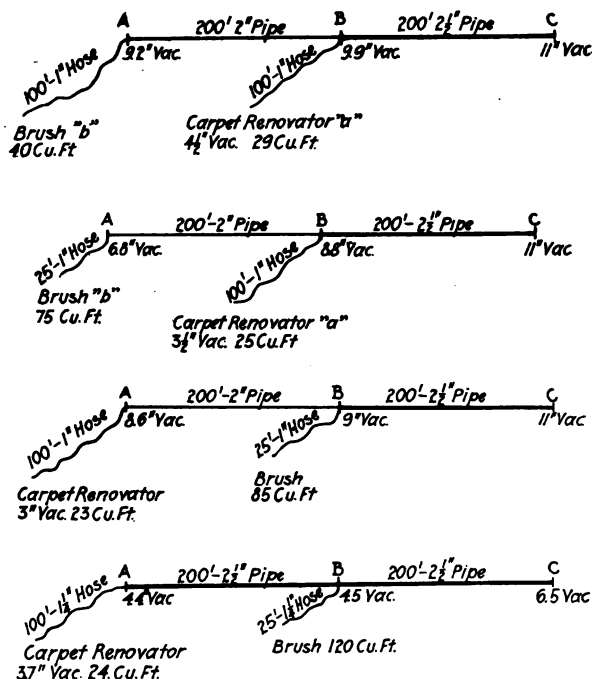 A 200' 2" Pipe B 200' 2½" Pipe C
9.2" Vac. 9.9" Vac. 11" Vac.
100'-1" Hose 100'-1" Hose
Brush "b" Carpet Renovator "a"
40 Cu.Ft 4½" Vac. 29 Cu.Ft.
A 200'-2" Pipe B 200'-2½" Pipe C
6.8" Vac. 8.8" Vac. 11" Vac
25'-1" Hose 100'-1" Hose
Brush "b"
75 Cu.Ft. Carpet Renovator "a"
3½" Vac. 25 Cu.Ft
A 200'-2" Pipe B 200'-2½" Pipe C
8.6" Vac. 9" Vac. 11" Vac
100'-1" Hose 25'-1" Hose
Carpet Renovator Brush
3" Vac. 23 Cu.Ft. 85 Cu.Ft
A 200'-2½" Pipe B 200'-2½" Pipe C
4.4" Vac 4.5 Vac. 6.5 Vac
100'-1¼" Hose 25'-1¼" Hose
Carpet Renovator Brush 120 Cu.Ft.
3.7" Vac. 24. Cu.Ft.